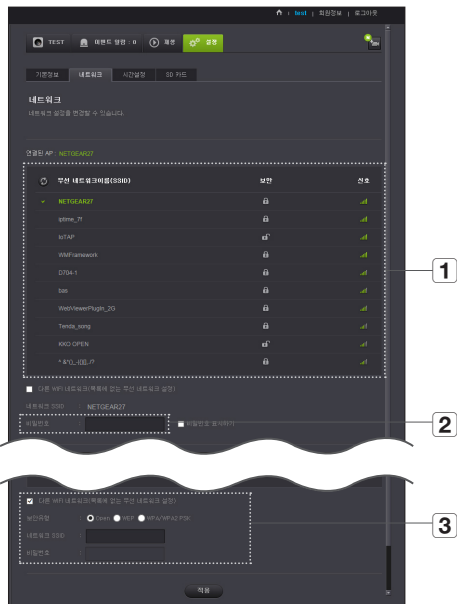 test | 회원정보 | 로그아웃
TEST 이벤트 알림 : 0 재생 설정
기본정보 네트워크 시간설정 SD 카드
네트워크
네트워크 설정을 변경할 수 있습니다.
연결된 AP : NETGEAR27
무선 네트워크이름(SSID) 보안 신호
NETGEAR27
iptime_7f
IoTAP
WMFramework
D704-1
bas
WebViewerPlugin_2G
Tenda_song
KKO OPEN
1
다른 WiFi 네트워크(목록에 없는 무선 네트워크 설정)
네트워크 SSID : NETGEAR27
비밀번호 : 비밀번호 표시하기
2
다른 WiFi 네트워크(목록에 없는 무선 네트워크 설정)
보안유형 : Open WEP WPA/WPA2 PSK
네트워크 SSID :
비밀번호 :
3
적용